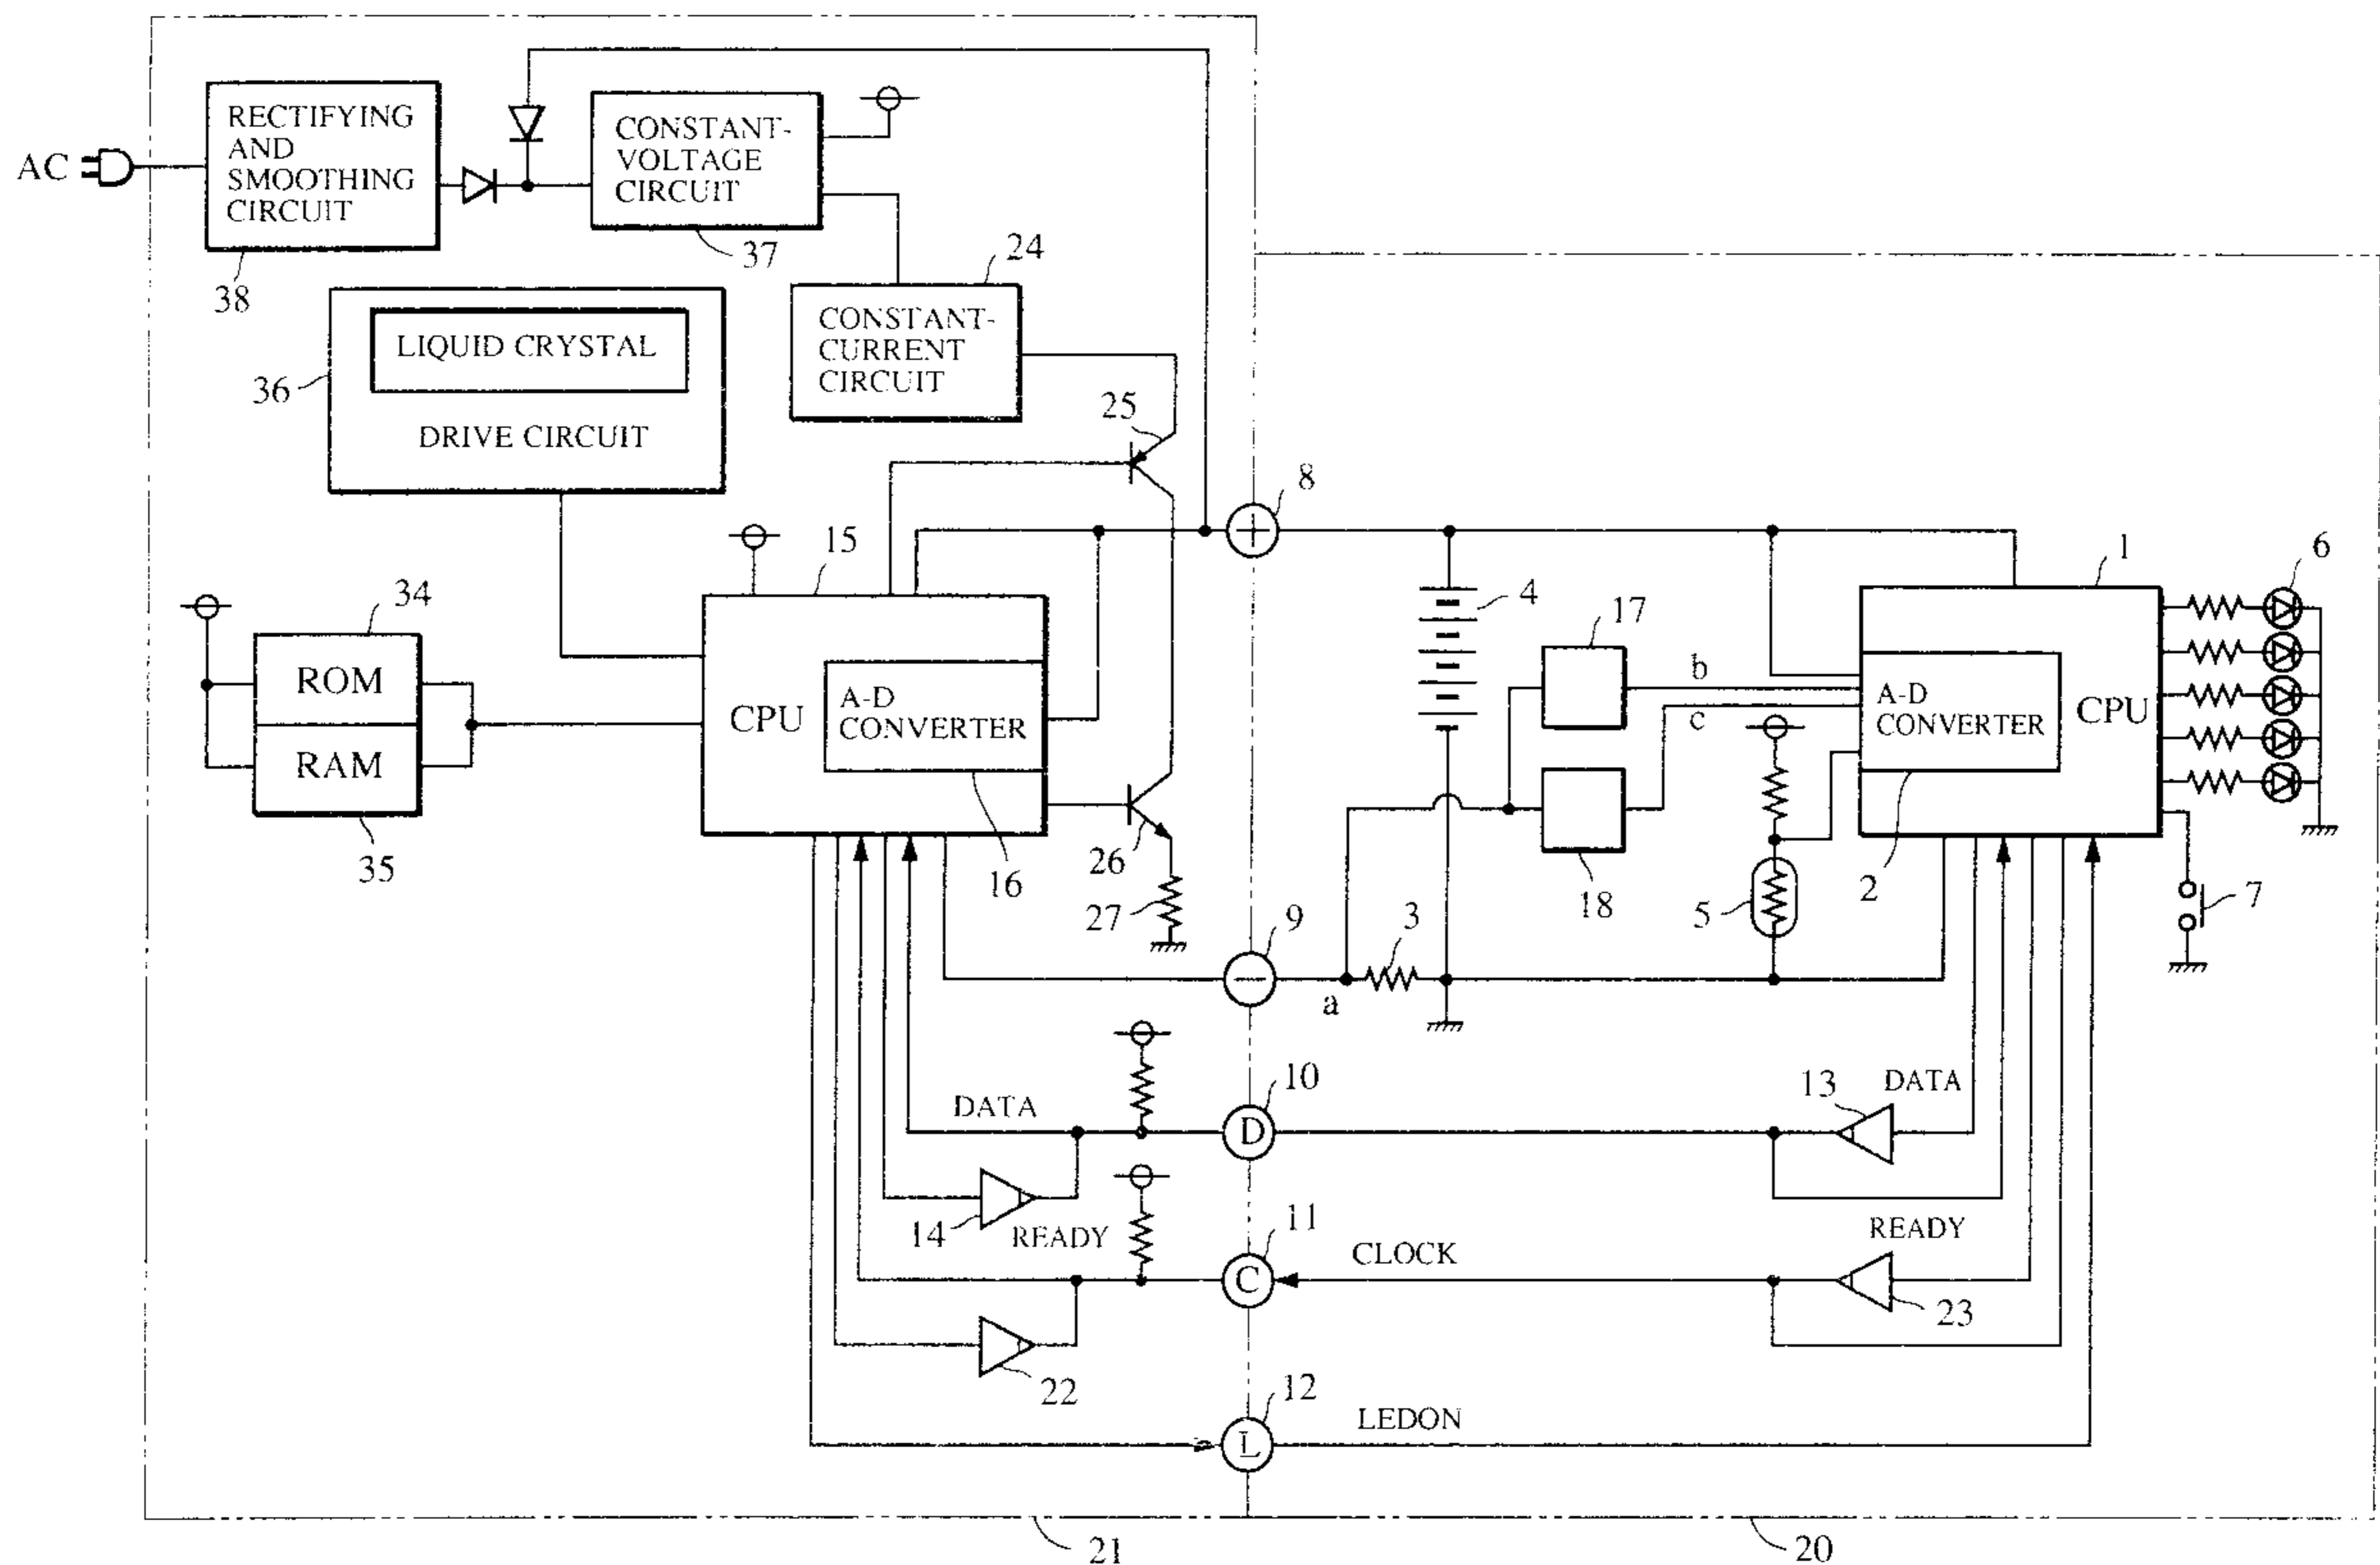 AC
RECTIFYING
AND
SMOOTHING
CIRCUIT
38
CONSTANT-
VOLTAGE
CIRCUIT
37
24
CONSTANT-
CURRENT
CIRCUIT
LIQUID CRYSTAL
DRIVE CIRCUIT
36
25
8
15
4
17
1
6
34
ROM
RAM
35
CPU
A-D
CONVERTER
16
26
27
b
c
18
A-D
CONVERTER
CPU
2
5
7
9
3
a
10
D
DATA
13
DATA
14
READY
11
C
CLOCK
READY
23
22
12
L
LEDON
21
20